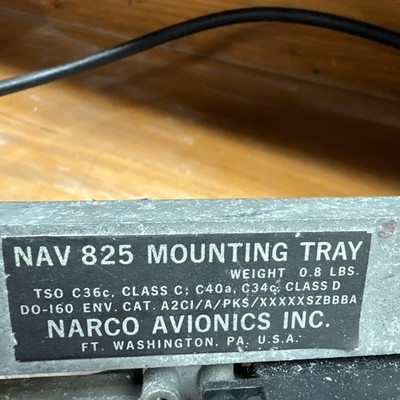 NAV 825 MOUNTING TRAY
WEIGHT 0.8 LBS.
TSO C36c, CLASS C; C40a, C34c, CLASS D
DO-160 ENV. CAT. A2CI/A/PKS/XXXXXSZBBBA
NARCO AVIONICS INC.
FT. WASHINGTON, PA. U.S.A.